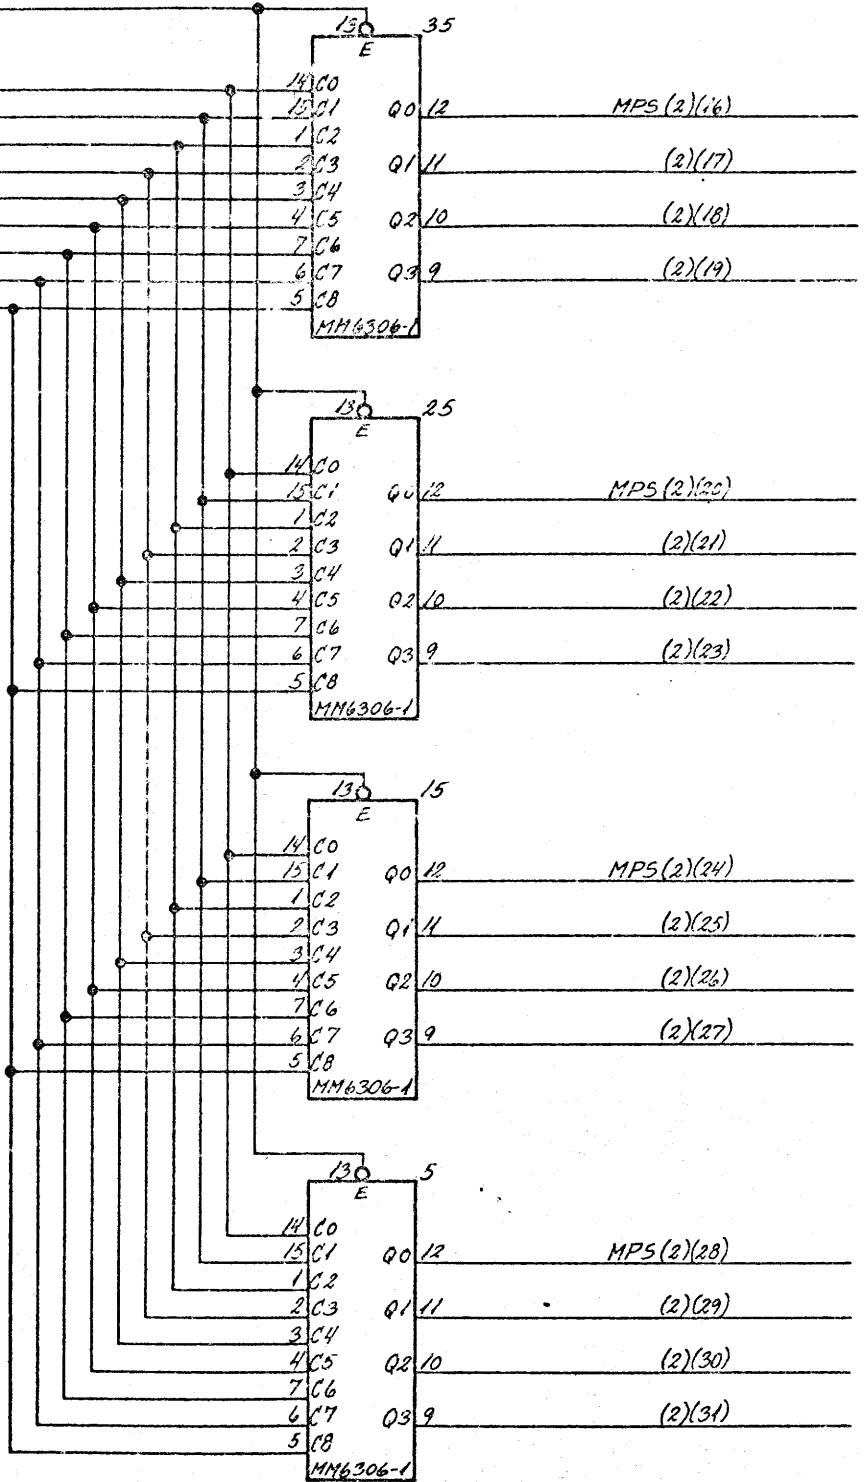 13 35
E
14 C0
15 C1 Q0 12 MPS(2)(16)
1 C2
2 C3 Q1 11 (2)(17)
3 C4
4 C5 Q2 10 (2)(18)
7 C6
6 C7 Q3 9 (2)(19)
5 C8
MM6306-1
13 25
E
14 C0
15 C1 Q0 12 MPS(2)(20)
1 C2
2 C3 Q1 11 (2)(21)
3 C4
4 C5 Q2 10 (2)(22)
7 C6
6 C7 Q3 9 (2)(23)
5 C8
MM6306-1
13 15
E
14 C0
15 C1 Q0 12 MPS(2)(24)
1 C2
2 C3 Q1 11 (2)(25)
3 C4
4 C5 Q2 10 (2)(26)
7 C6
6 C7 Q3 9 (2)(27)
5 C8
MM6306-1
13 5
E
14 C0
15 C1 Q0 12 MPS(2)(28)
1 C2
2 C3 Q1 11 (2)(29)
3 C4
4 C5 Q2 10 (2)(30)
7 C6
6 C7 Q3 9 (2)(31)
5 C8
MM6306-1